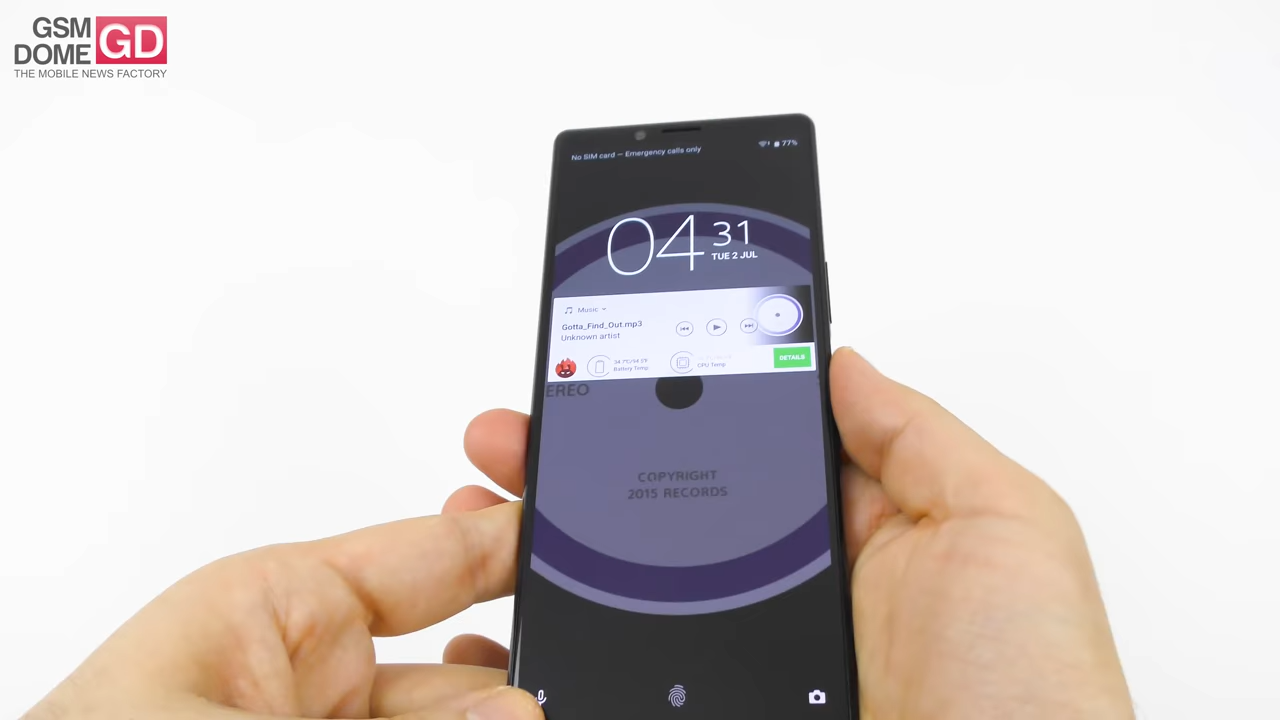 GSM
DOME GD
THE MOBILE NEWS FACTORY
No SIM card — Emergency calls only
77%
04 31
TUE 2 JUL
Music
Gotta_Find_Out.mp3
Unknown artist
Battery Temp
CPU Temp
DETAILS
EREO
COPYRIGHT
2015 RECORDS